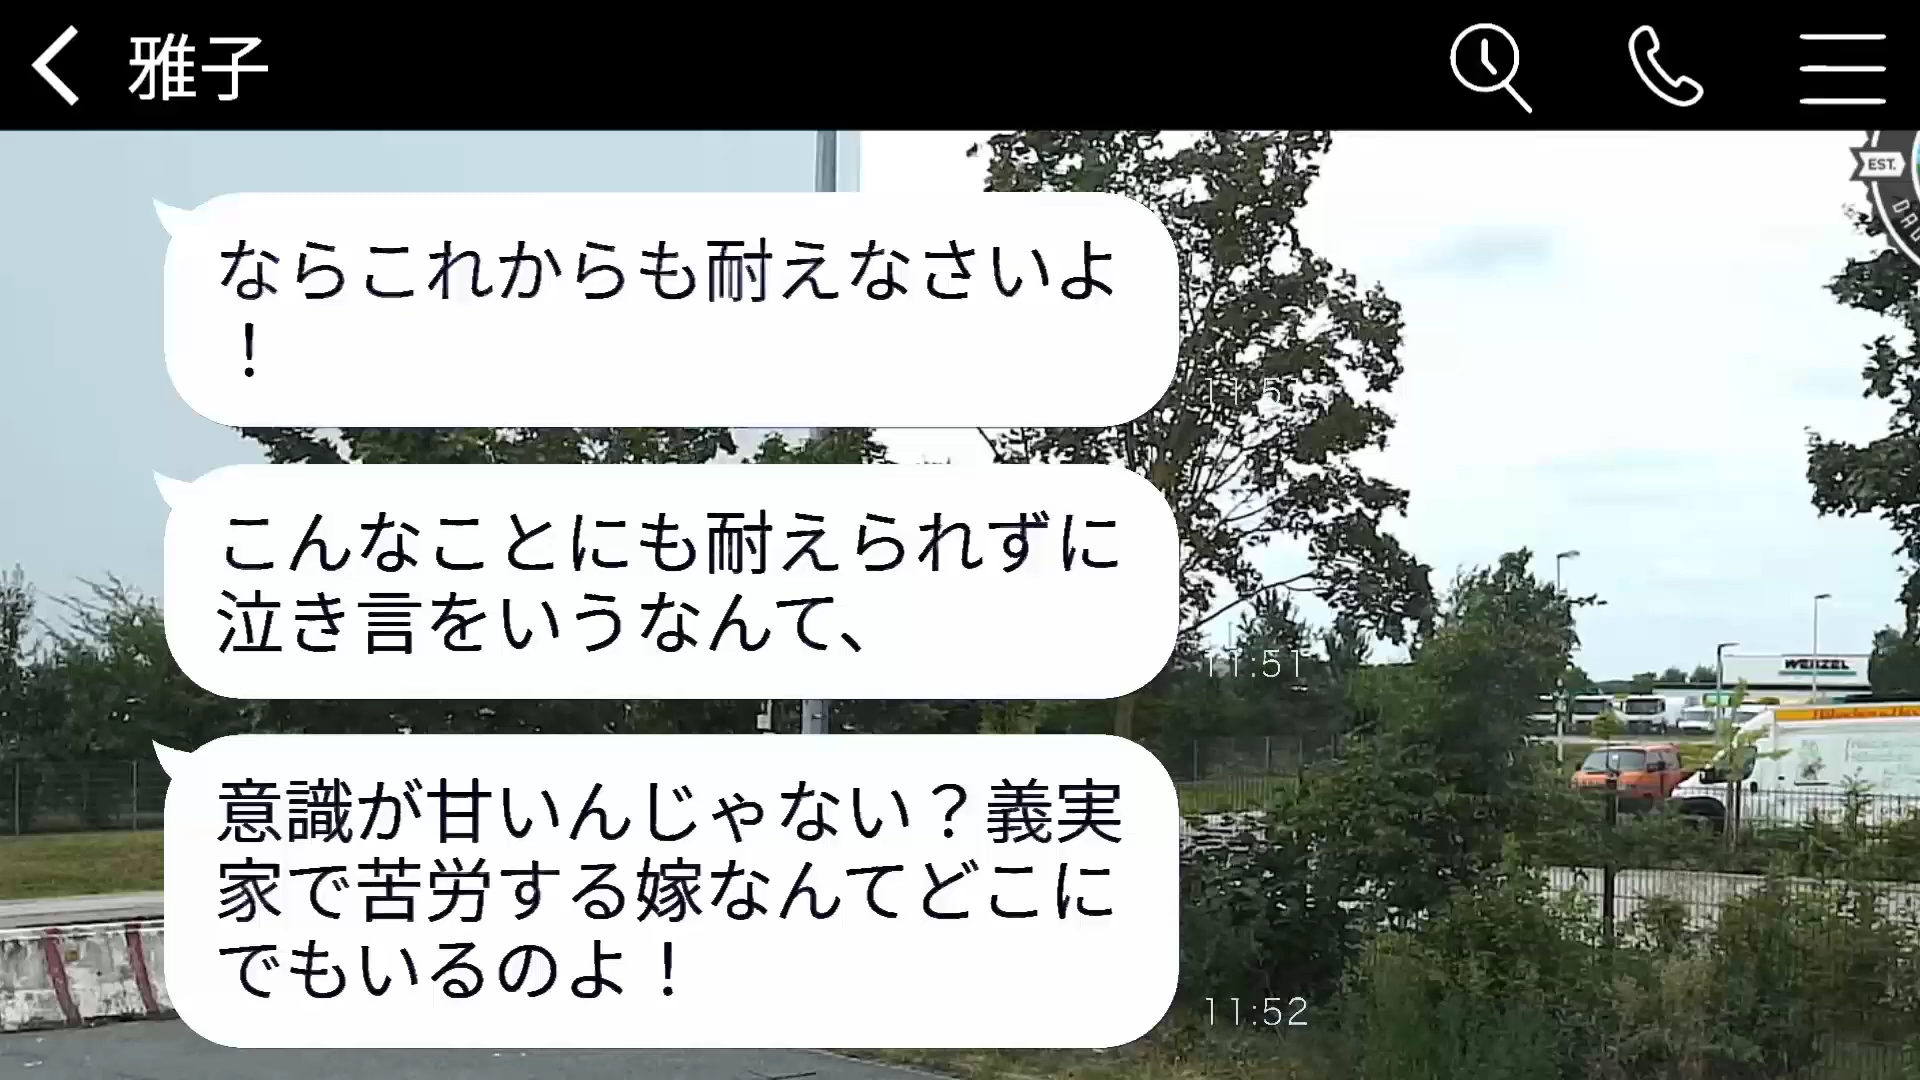 雅子
EST.
ならこれからも耐えなさいよ
！
11:51
こんなことにも耐えられずに
泣き言をいうなんて、
11:51
WENZEL
意識が甘いんじゃない？義実
家で苦労する嫁なんてどこに
でもいるのよ！
11:52